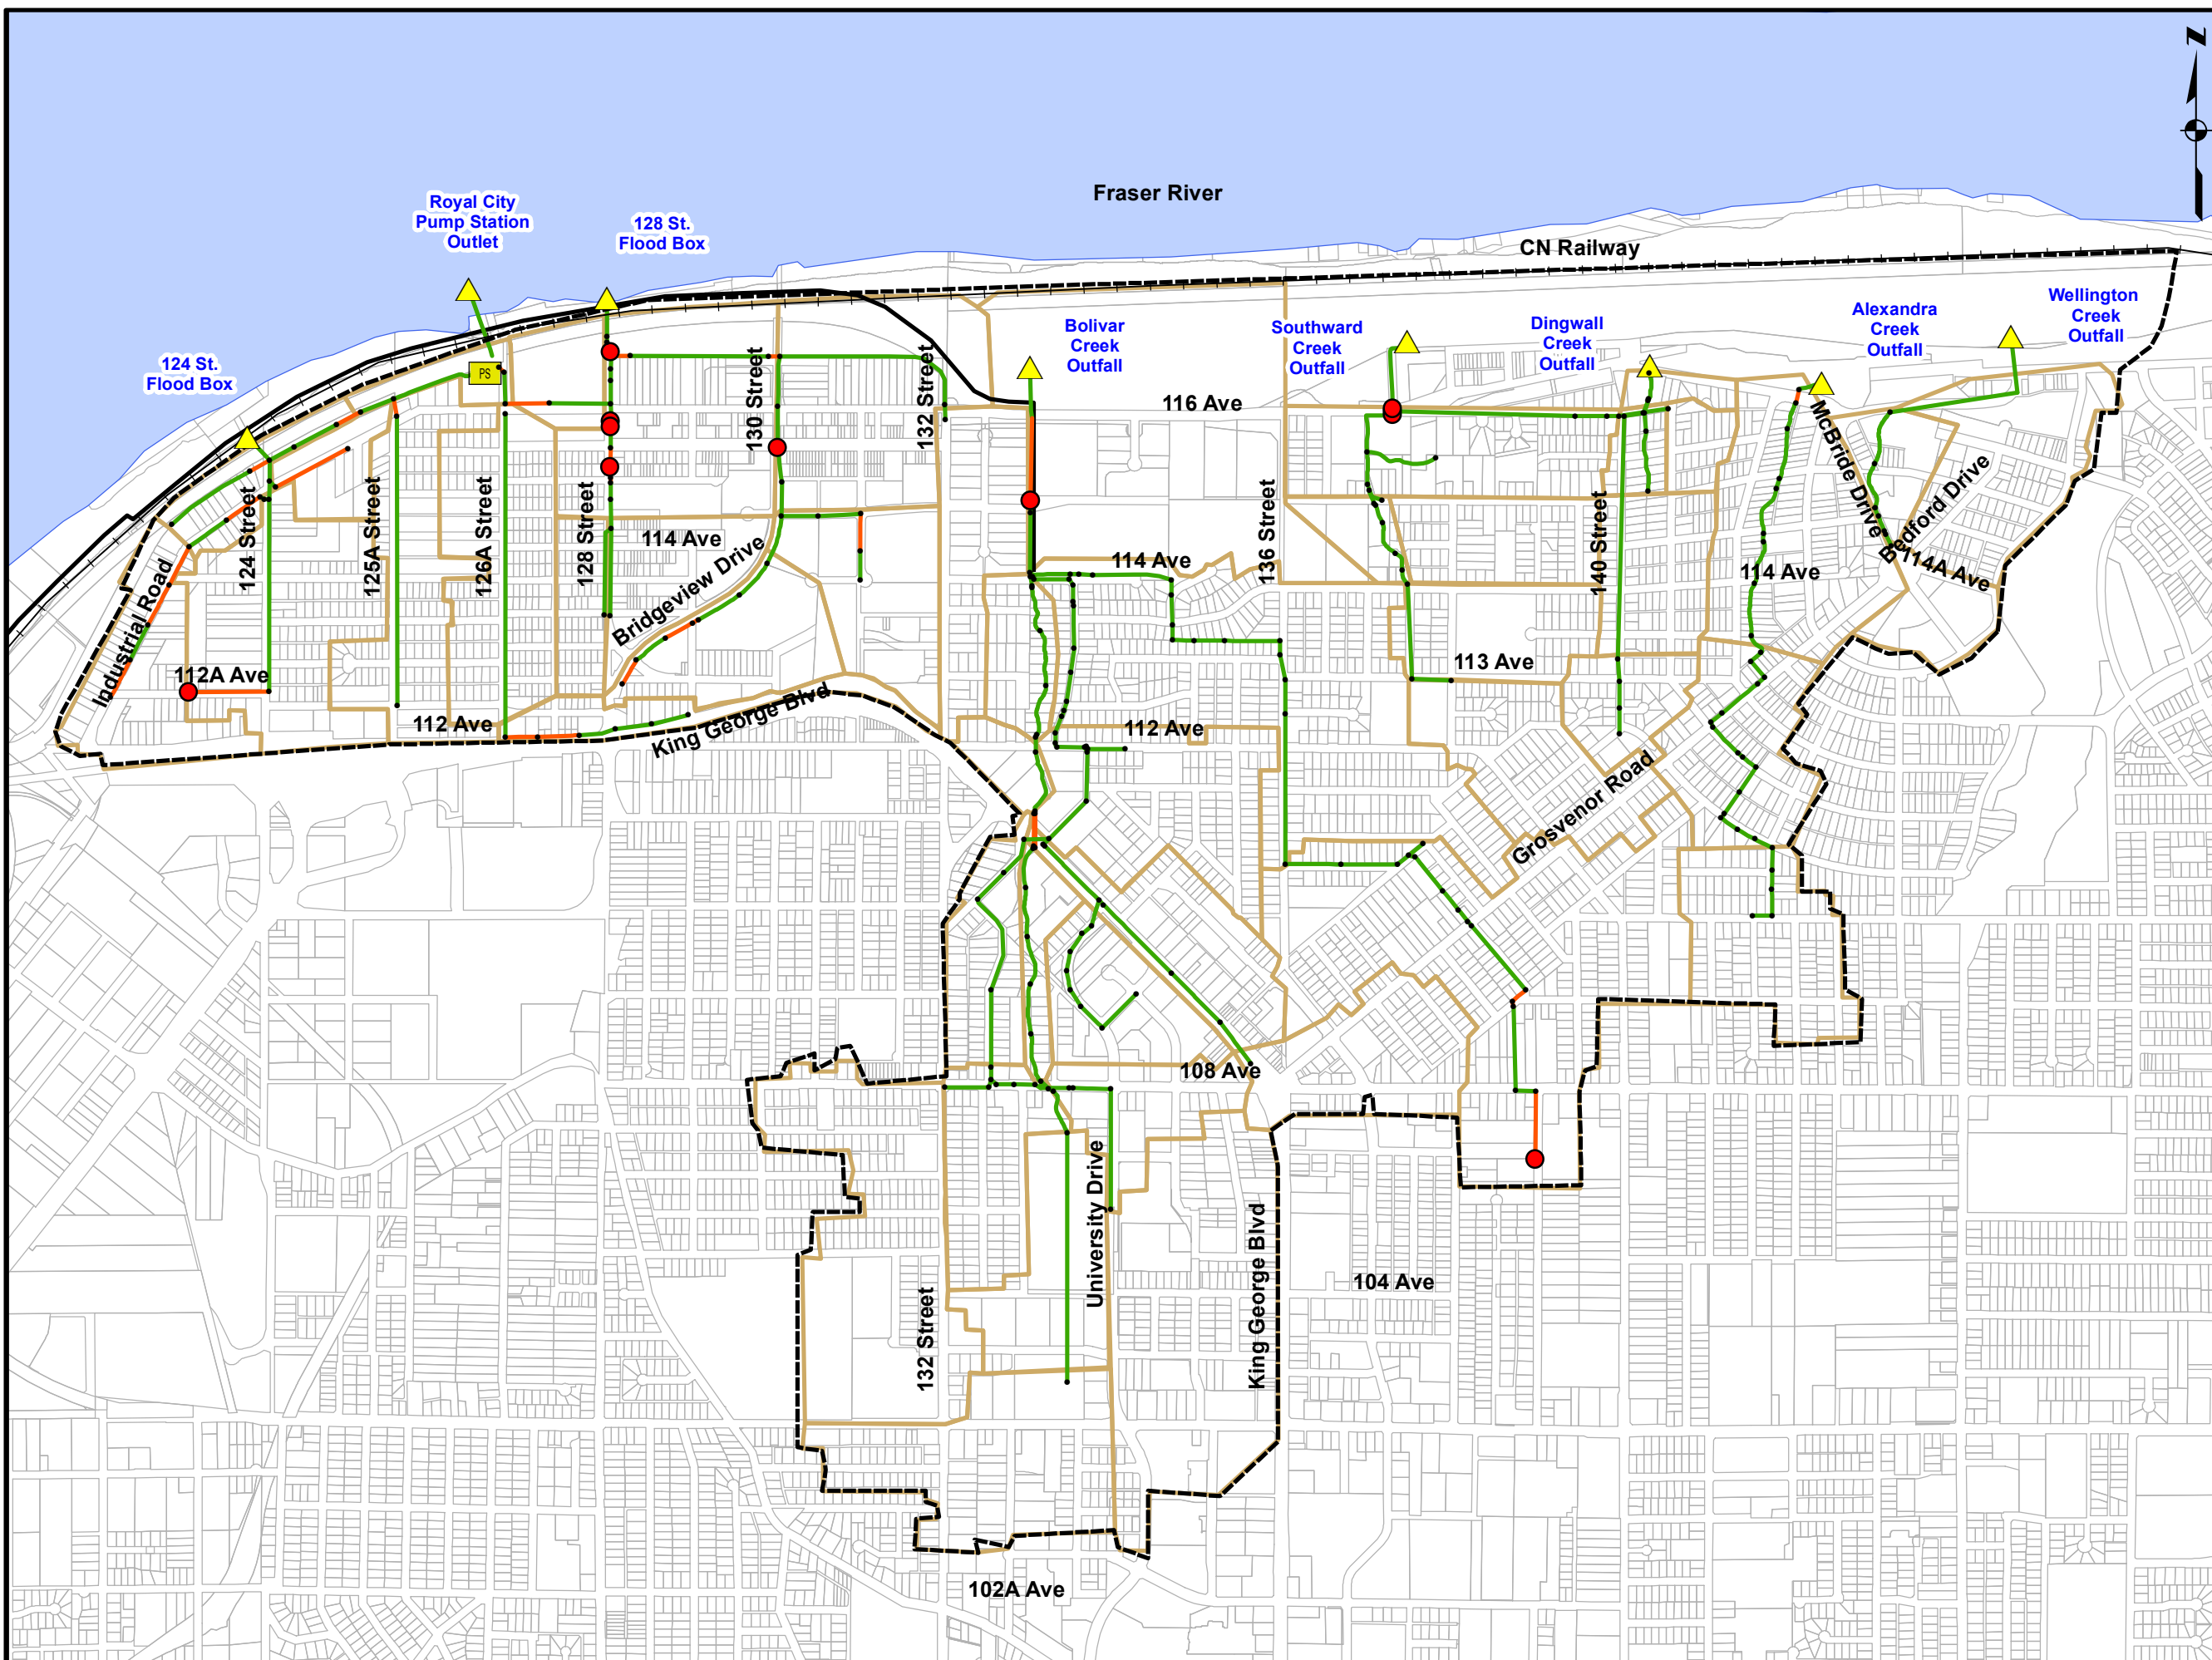 N
Fraser River
Royal City
Pump Station
Outlet
128 St.
Flood Box
CN Railway
124 St.
Flood Box
Bolivar
Creek
Outfall
Southward
Creek
Outfall
Dingwall
Creek
Outfall
Alexandra
Creek
Outfall
Wellington
Creek
Outfall
PS
116 Ave
130 Street
132 Street
McBride Drive
Bedford Drive
124 Street
125A Street
126A Street
128 Street
114 Ave
Bridgeview Drive
114 Ave
136 Street
140 Street
114 Ave
114A Ave
Industrial Road
112A Ave
113 Ave
112 Ave
King George Blvd
112 Ave
Grosvenor Road
108 Ave
University Drive
King George Blvd
104 Ave
132 Street
102A Ave